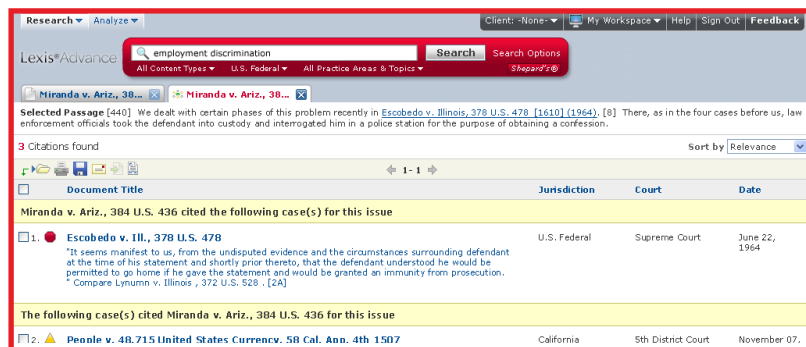 Research Analyze Client: -None- My Workspace Help Sign Out Feedback
Lexis®Advance employment discrimination Search Search Options
All Content Types U.S. Federal All Practice Areas & Topics Shepard's®
Miranda v. Ariz., 38... Miranda v. Ariz., 38...
Selected Passage [440] We dealt with certain phases of this problem recently in Escobedo v. Illinois, 378 U.S. 478 [1610] (1964). [8] There, as in the four cases before us, law
enforcement officials took the defendant into custody and interrogated him in a police station for the purpose of obtaining a confession.
3 Citations found Sort by Relevance
1-1
Document Title Jurisdiction Court Date
Miranda v. Ariz., 384 U.S. 436 cited the following case(s) for this issue
1. Escobedo v. Ill., 378 U.S. 478 U.S. Federal Supreme Court June 22,
1964
"It seems manifest to us, from the undisputed evidence and the circumstances surrounding defendant
at the time of his statement and shortly prior thereto, that the defendant understood he would be
permitted to go home if he gave the statement and would be granted an immunity from prosecution.
" Compare Lynumn v. Illinois , 372 U.S. 528 . [2A]
The following case(s) cited Miranda v. Ariz., 384 U.S. 436 for this issue
2. People v. 48,715 United States Currency, 58 Cal. App. 4th 1507 California 5th District Court November 07,